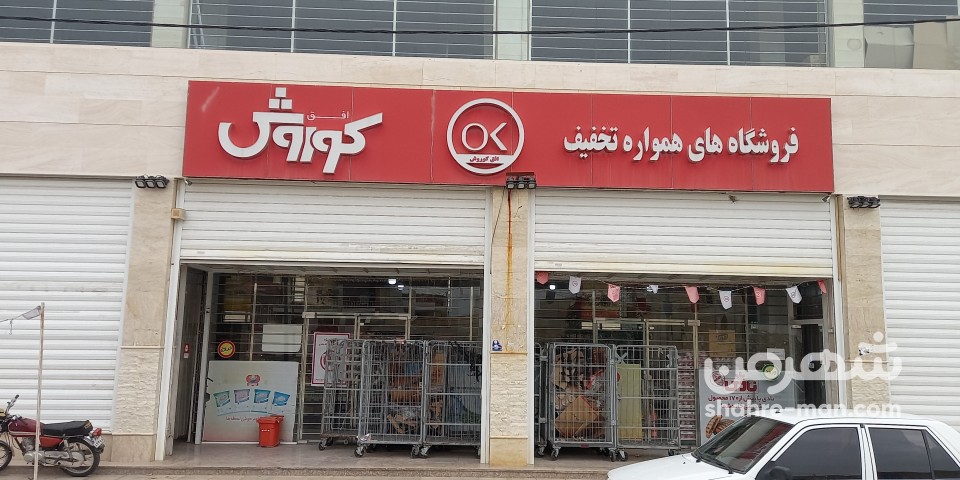 فروشگاه های همواره تخفیف
OK
افق کوروش
افق
کوروش
شهرمن
shahre-man.com